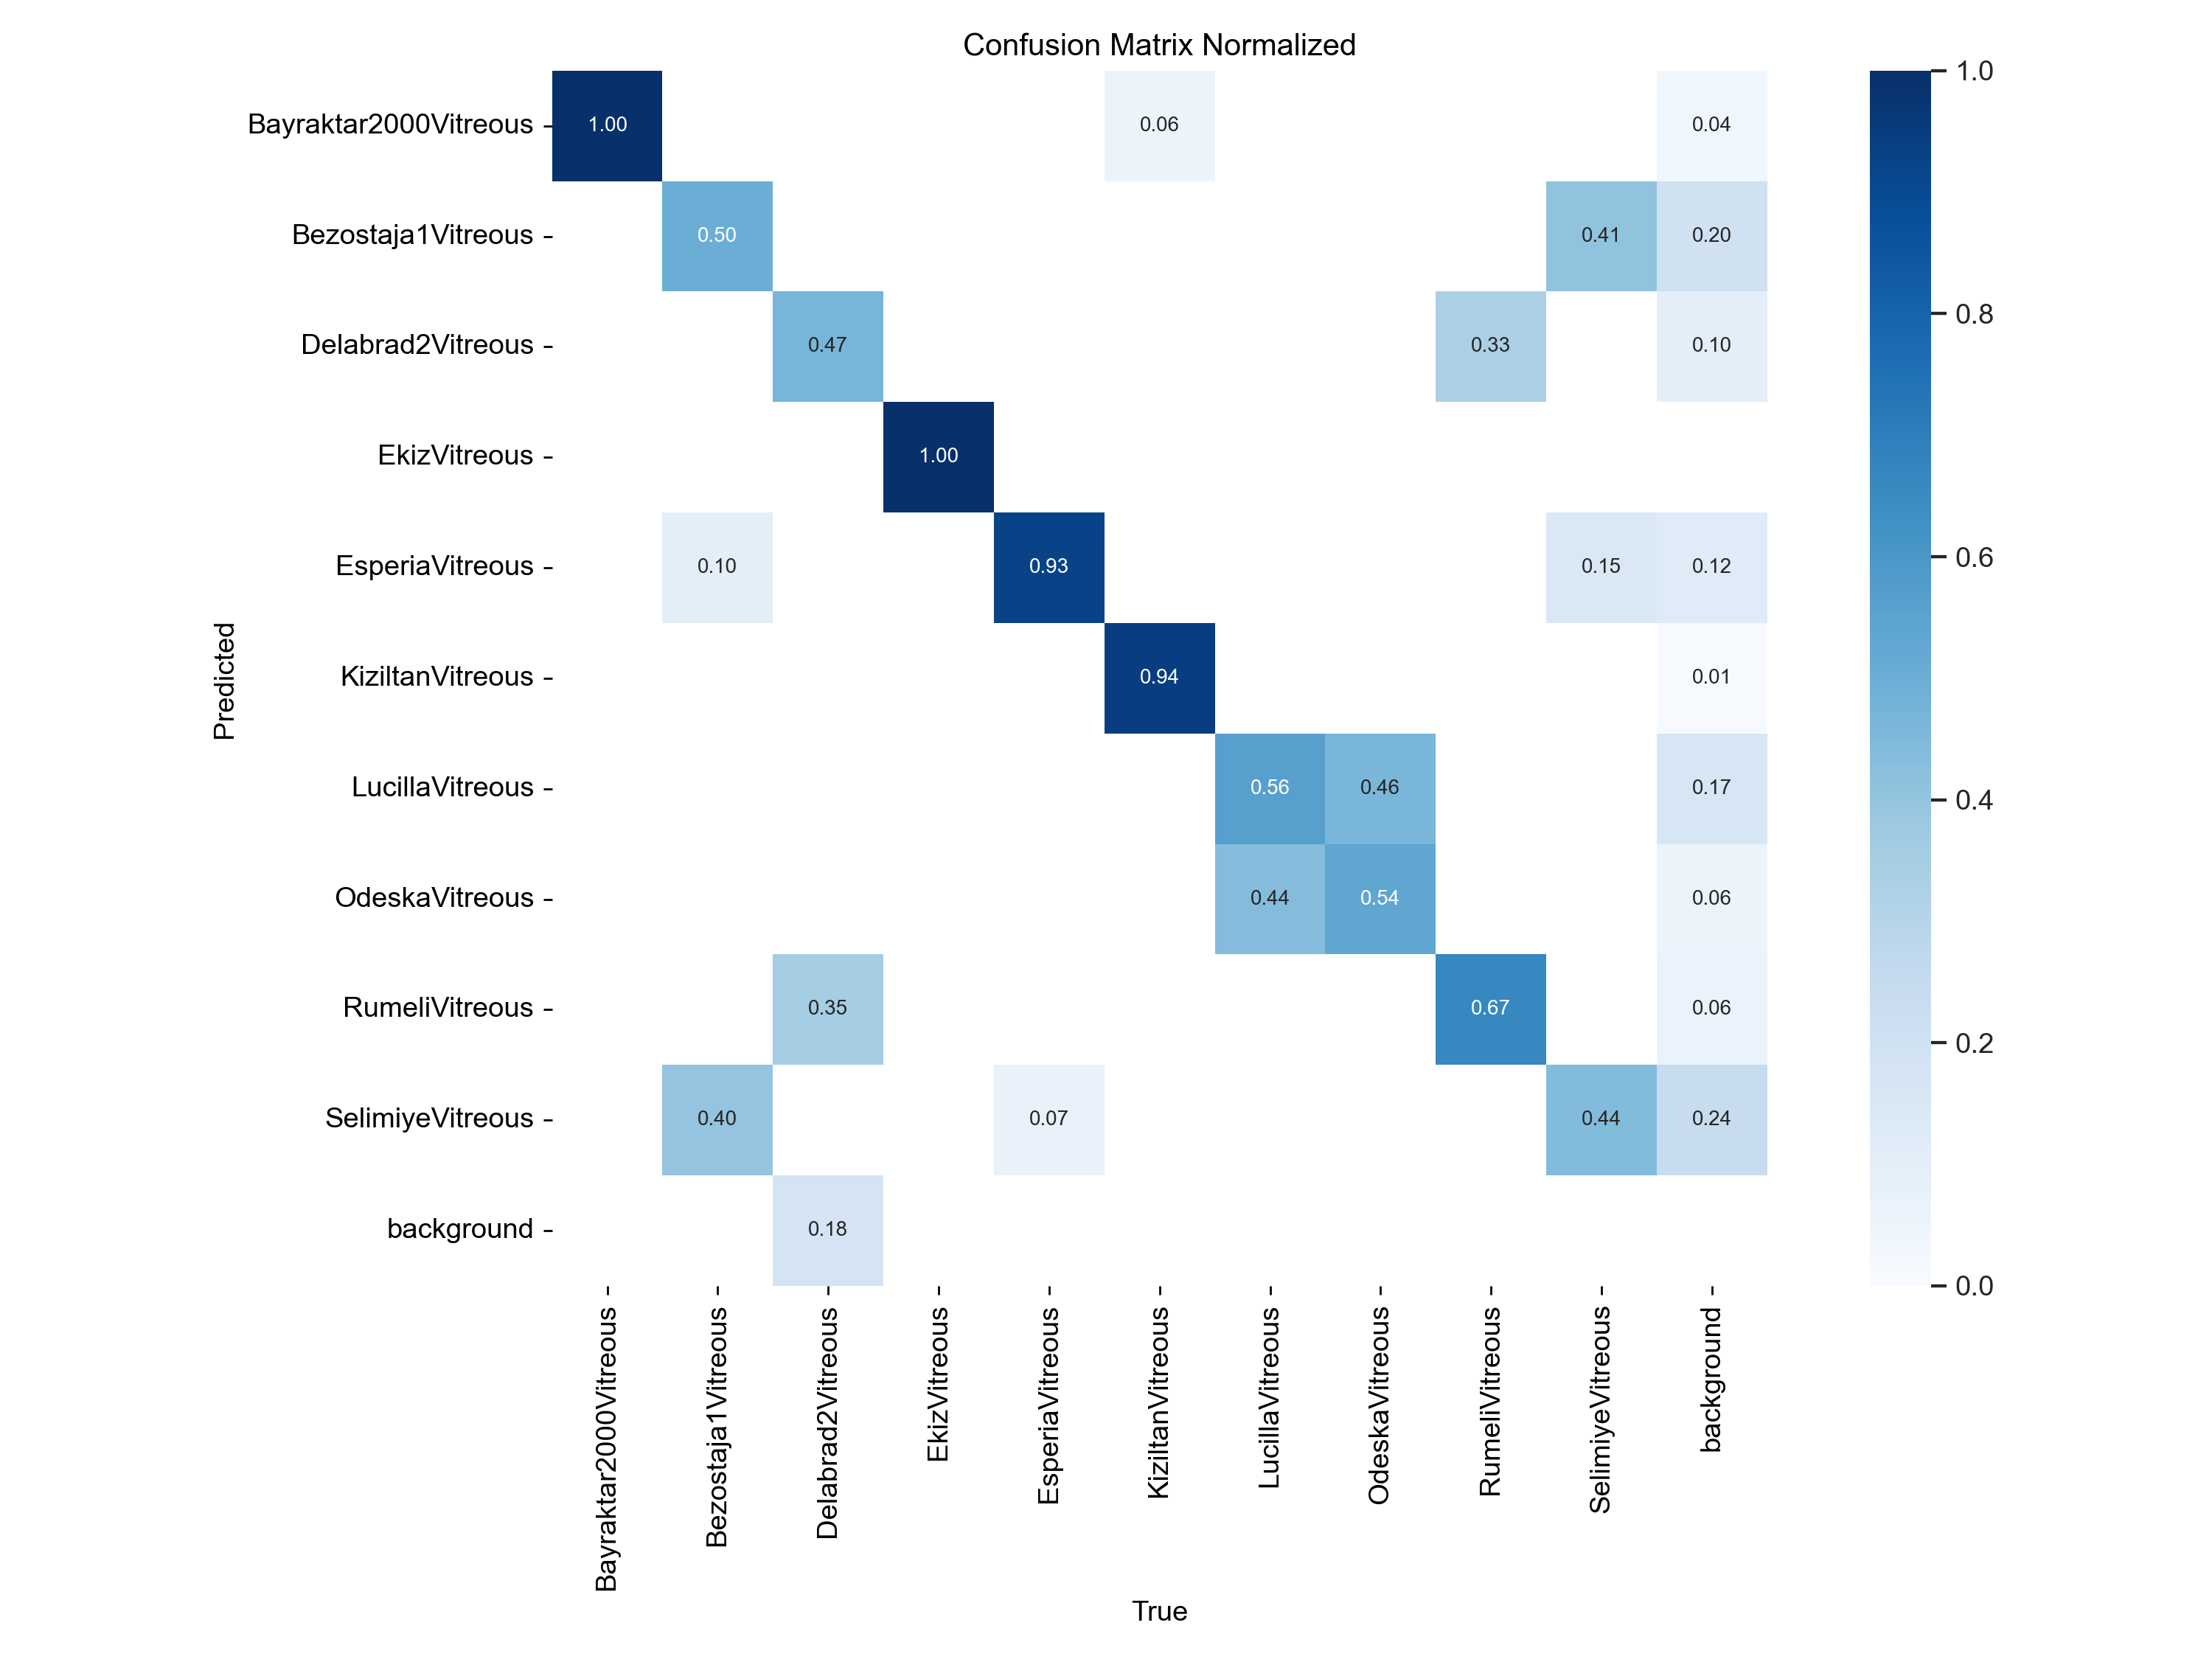 Confusion Matrix Normalized
Bayraktar2000Vitreous 1.00 0.06 0.04
Bezostaja1Vitreous 0.50 0.41 0.20
Delabrad2Vitreous 0.47 0.33 0.10
EkizVitreous 1.00
EsperiaVitreous 0.10 0.93 0.15 0.12
KiziltanVitreous 0.94 0.01
LucillaVitreous 0.56 0.46 0.17
OdeskaVitreous 0.44 0.54 0.06
RumeliVitreous 0.35 0.67 0.06
SelimiyeVitreous 0.40 0.07 0.44 0.24
background 0.18
Predicted
Bayraktar2000Vitreous
Bezostaja1Vitreous
Delabrad2Vitreous
EkizVitreous
EsperiaVitreous
KiziltanVitreous
LucillaVitreous
OdeskaVitreous
RumeliVitreous
SelimiyeVitreous
background
True
1.0
0.8
0.6
0.4
0.2
0.0